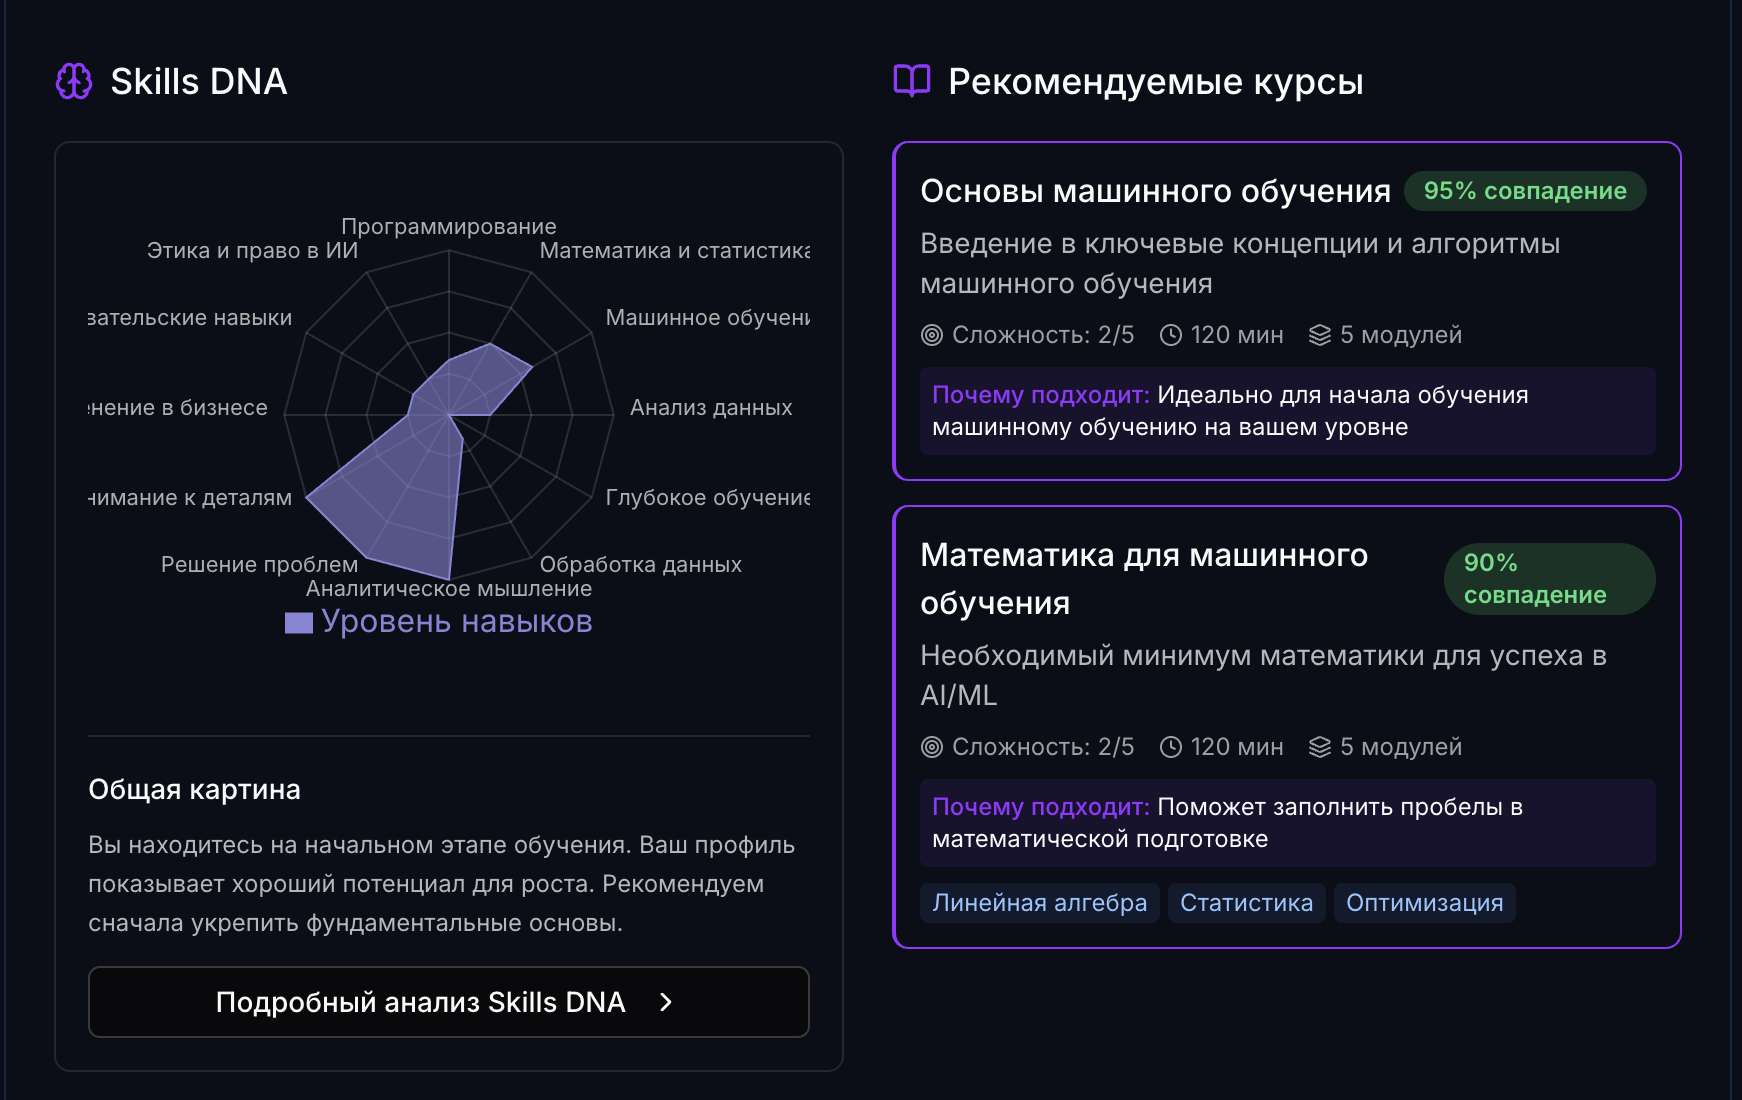 Skills DNA
Программирование
Этика и право в ИИ
Математика и статистика
вательские навыки
Машинное обучени
нение в бизнесе
Анализ данных
нимание к деталям
Глубокое обучение
Решение проблем
Обработка данных
Аналитическое мышление
Уровень навыков
Общая картина
Вы находитесь на начальном этапе обучения. Ваш профиль
показывает хороший потенциал для роста. Рекомендуем
сначала укрепить фундаментальные основы.
Подробный анализ Skills DNA
Рекомендуемые курсы
Основы машинного обучения
95% совпадение
Введение в ключевые концепции и алгоритмы
машинного обучения
Сложность: 2/5 120 мин 5 модулей
Почему подходит: Идеально для начала обучения
машинному обучению на вашем уровне
Математика для машинного
обучения
90%
совпадение
Необходимый минимум математики для успеха в
AI/ML
Сложность: 2/5 120 мин 5 модулей
Почему подходит: Поможет заполнить пробелы в
математической подготовке
Линейная алгебра Статистика Оптимизация